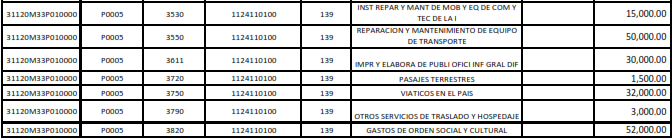 31120M33P010000 P0005 3530 1124110100 139 INST REPAR Y MANT DE MOB Y EQ DE COM Y 15,000.00
TEC DE LA I
31120M33P010000 P0005 3550 1124110100 139 REPARACION Y MANTENIMIENTO DE EQUIPO 50,000.00
DE TRANSPORTE
31120M33P010000 P0005 3611 1124110100 139 IMPR Y ELABORA DE PUBLI OFICI INF GRAL DIF 30,000.00
31120M33P010000 P0005 3720 1124110100 139 PASAJES TERRESTRES 1,500.00
31120M33P010000 P0005 3750 1124110100 139 VIATICOS EN EL PAIS 32,000.00
31120M33P010000 P0005 3790 1124110100 139 OTROS SERVICIOS DE TRASLADO Y HOSPEDAJE 3,000.00
31120M33P010000 P0005 3820 1124110100 139 GASTOS DE ORDEN SOCIAL Y CULTURAL 52,000.00